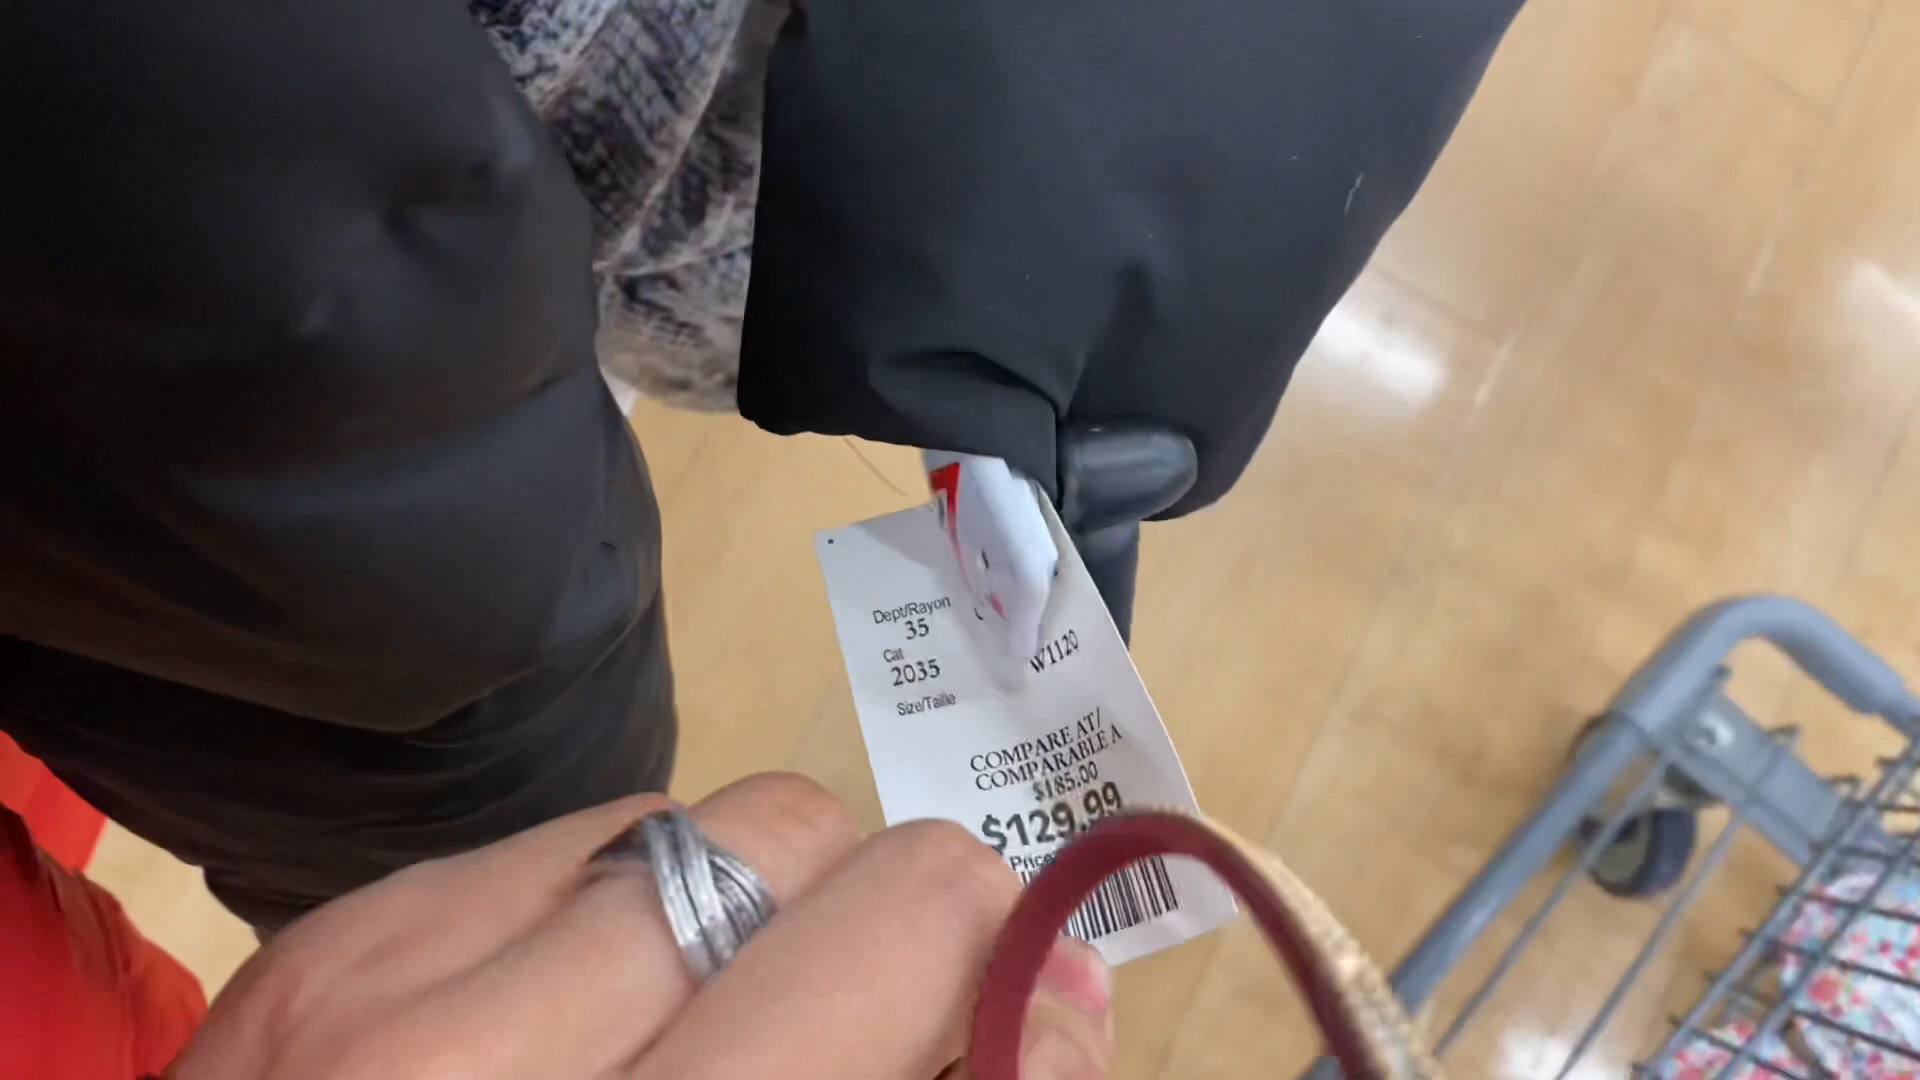 Dept/Rayon
35
Cat
2035
Size/Taille
W1120
COMPARE AT/
COMPARABLE A
$185.00
$129.99